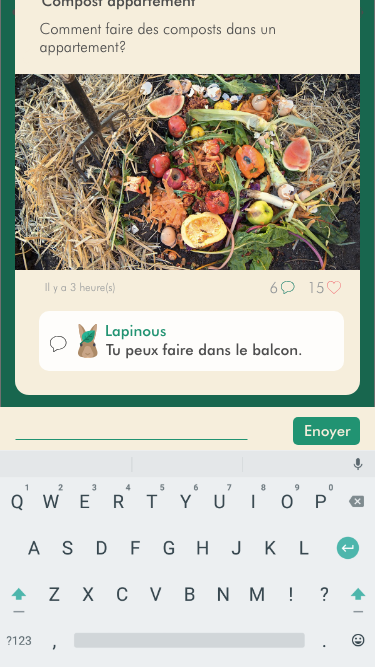 Compost appartement
Comment faire des composts dans un
appartement?
Il y a 3 heure(s)
6 15
Lapinous
Tu peux faire dans le balcon.
Enoyer
1 2 3 4 5 6 7 8 9 0
Q W E R T Y U I O P
A S D F G H J K L
Z X C V B N M ! ?
?123 , .